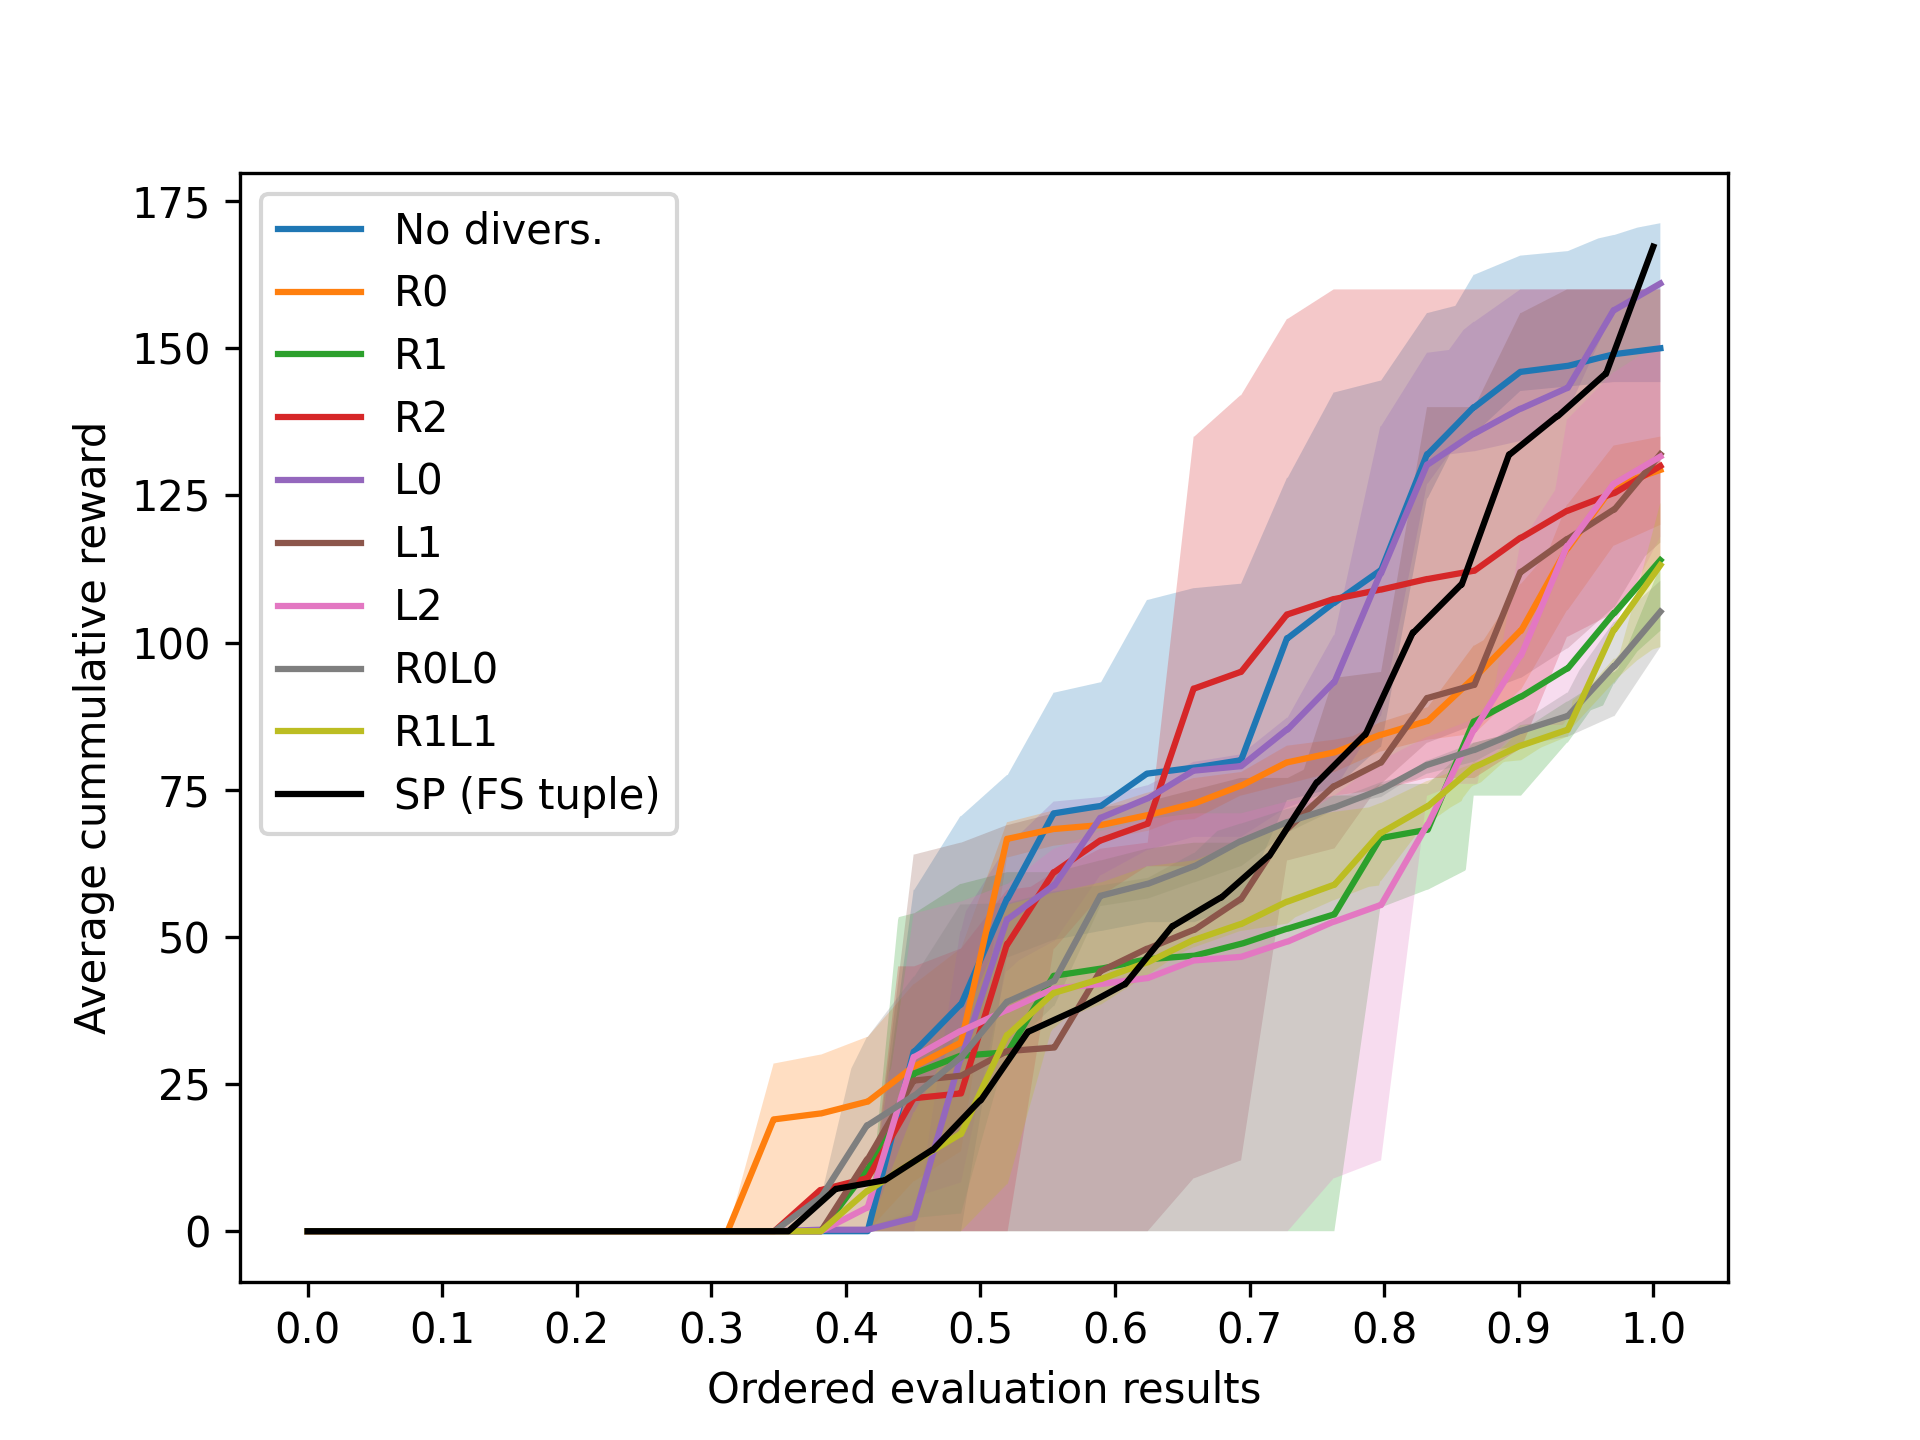 175
150
125
100
75
50
25
0
Average cummulative reward
No divers.
R0
R1
R2
L0
L1
L2
R0L0
R1L1
SP (FS tuple)
0.0 0.1 0.2 0.3 0.4 0.5 0.6 0.7 0.8 0.9 1.0
Ordered evaluation results